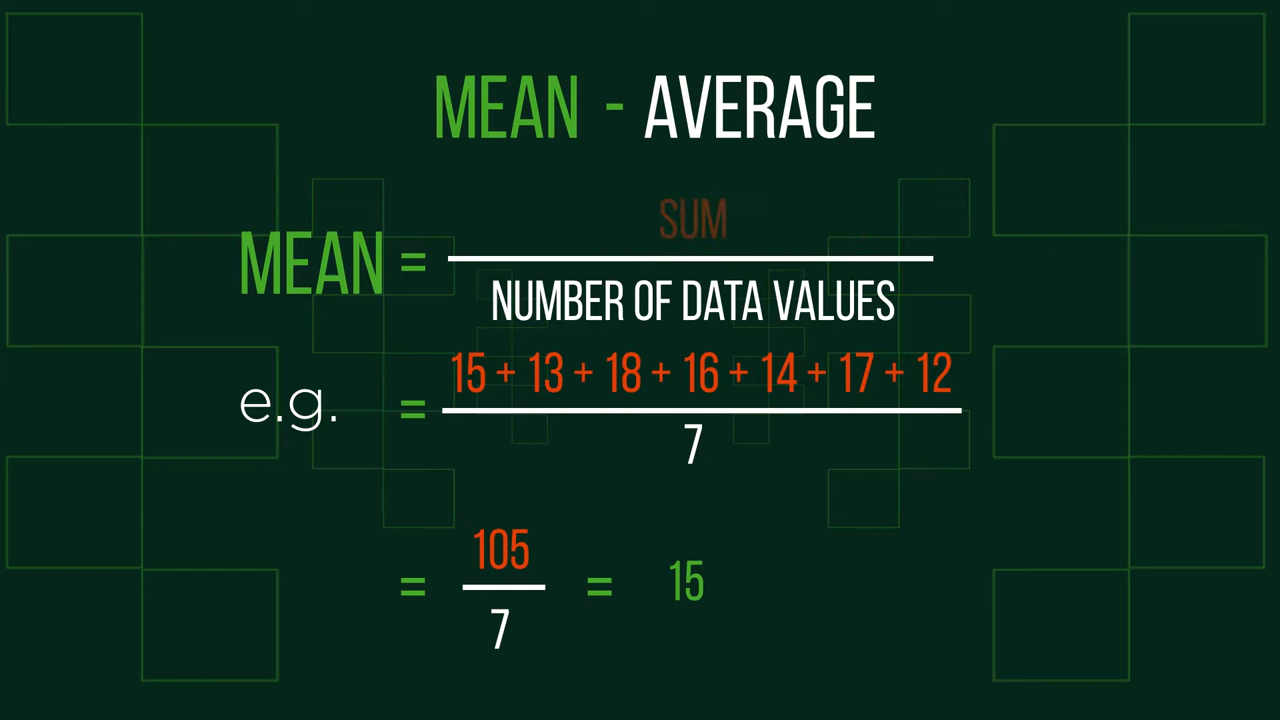 MEAN - AVERAGE
SUM
MEAN =
NUMBER OF DATA VALUES
15 + 13 + 18 + 16 + 14 + 17 + 12
e.g. =
7
105
= = 15
7